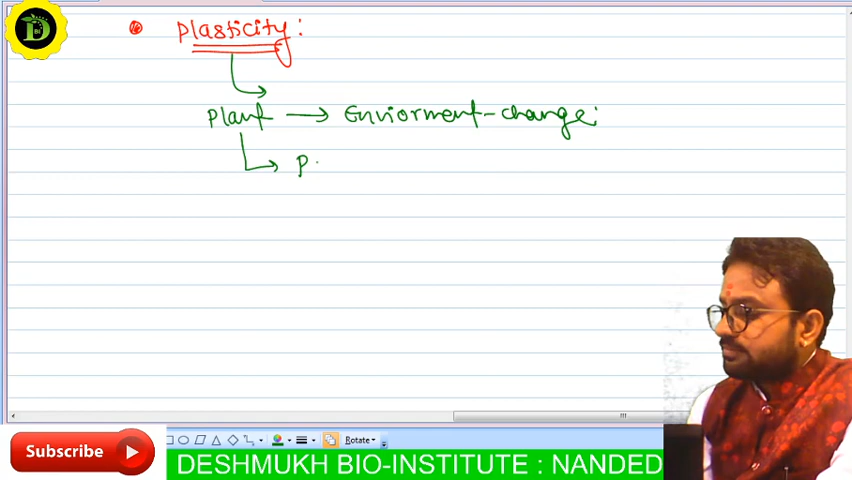 Plasticity:
Plant → Enviorment-change:
P
Rotate
Subscribe
DESHMUKH BIO-INSTITUTE : NANDED